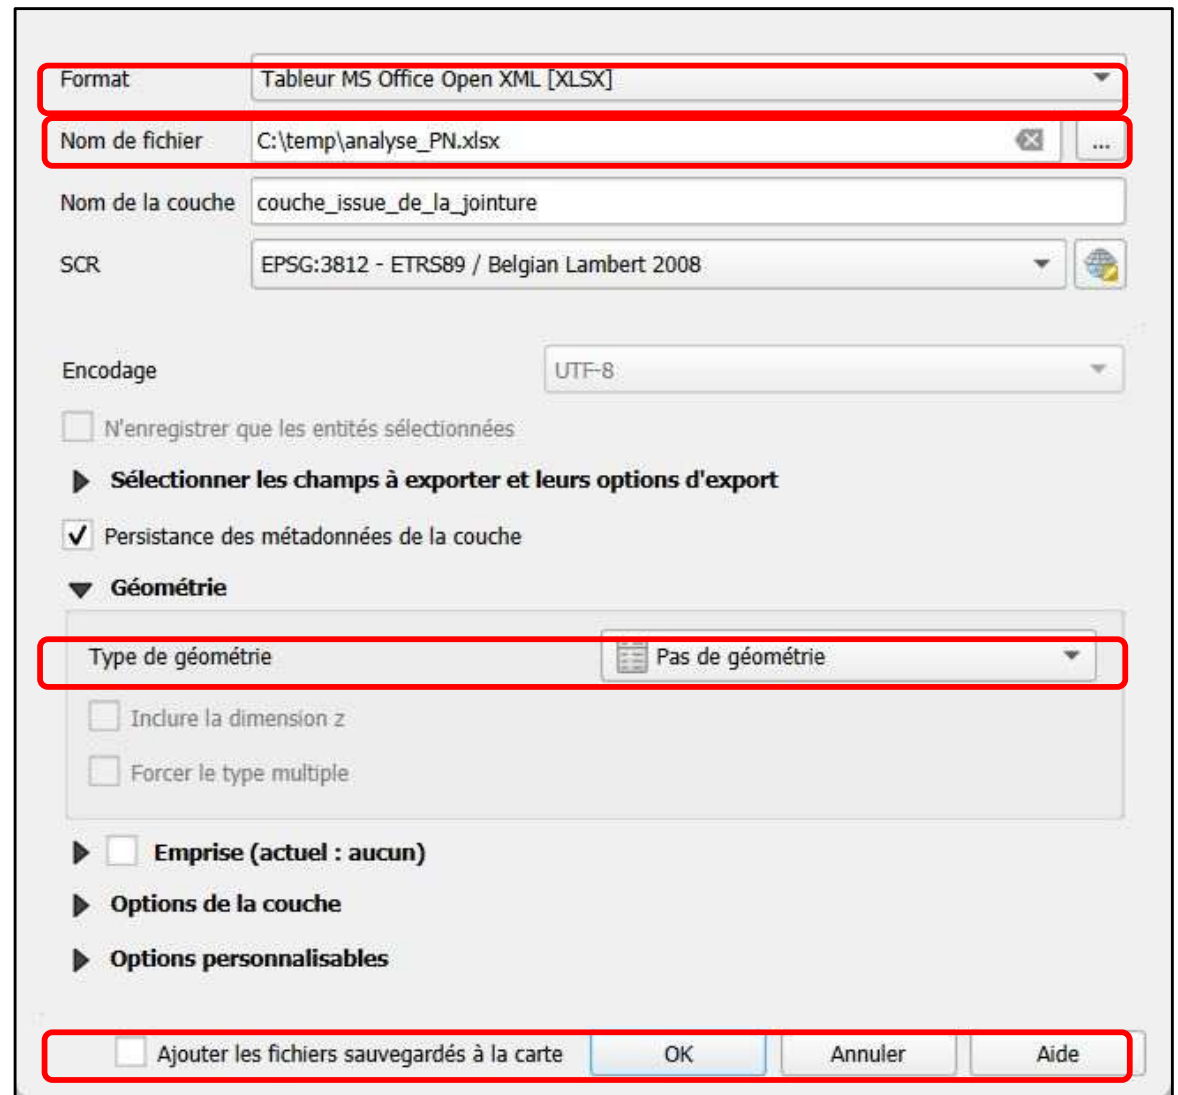 Format Tableur MS Office Open XML [XLSX]
Nom de fichier C:\temp\analyse_PN.xlsx ...
Nom de la couche couche_issue_de_la_jointure
SCR EPSG:3812 - ETRS89 / Belgian Lambert 2008
Encodage UTF-8
N'enregistrer que les entités sélectionnées
Sélectionner les champs à exporter et leurs options d'export
Persistance des métadonnées de la couche
Géométrie
Type de géométrie Pas de géométrie
Inclure la dimension z
Forcer le type multiple
Emprise (actuel : aucun)
Options de la couche
Options personnalisables
Ajouter les fichiers sauvegardés à la carte OK Annuler Aide